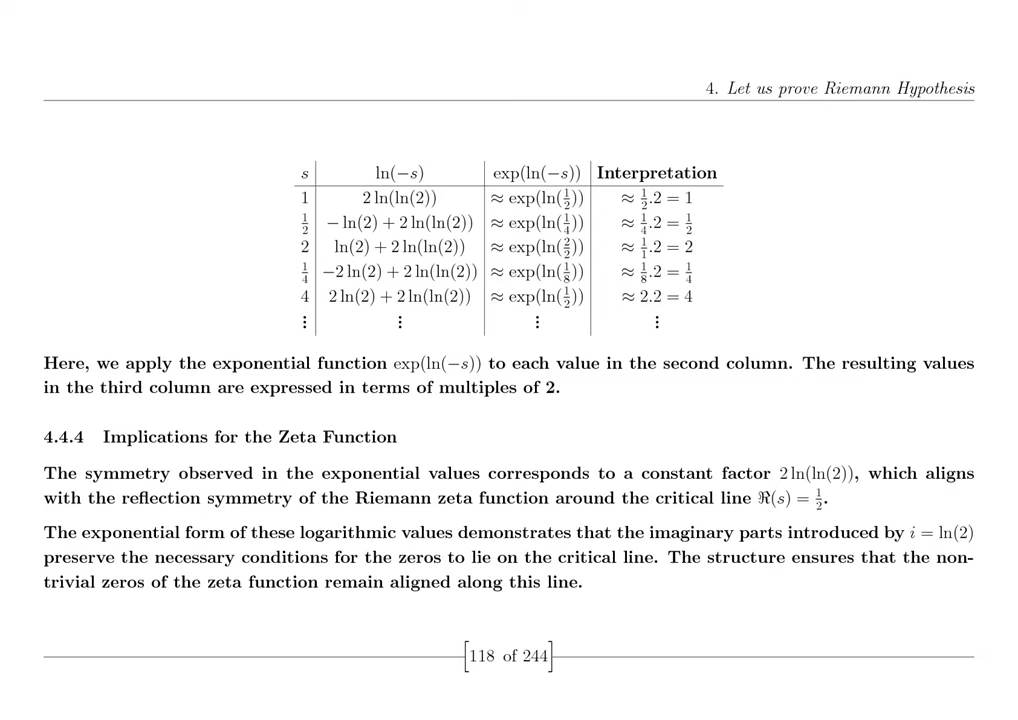 4. Let us prove Riemann Hypothesis
s ln(−s) exp(ln(−s)) Interpretation
1 2 ln(ln(2)) ≈ exp(ln(1/2)) ≈ 1/2.2 = 1
1/2 − ln(2) + 2 ln(ln(2)) ≈ exp(ln(1/4)) ≈ 1/4.2 = 1/2
2 ln(2) + 2 ln(ln(2)) ≈ exp(ln(2/2)) ≈ 1/1.2 = 2
1/4 −2 ln(2) + 2 ln(ln(2)) ≈ exp(ln(1/8)) ≈ 1/8.2 = 1/4
4 2 ln(2) + 2 ln(ln(2)) ≈ exp(ln(1/2)) ≈ 2.2 = 4
⋮ ⋮ ⋮ ⋮
Here, we apply the exponential function exp(ln(−s)) to each value in the second column. The resulting values
in the third column are expressed in terms of multiples of 2.
4.4.4 Implications for the Zeta Function
The symmetry observed in the exponential values corresponds to a constant factor 2 ln(ln(2)), which aligns
with the reflection symmetry of the Riemann zeta function around the critical line ℜ(s) = 1/2.
The exponential form of these logarithmic values demonstrates that the imaginary parts introduced by i = ln(2)
preserve the necessary conditions for the zeros to lie on the critical line. The structure ensures that the non-
trivial zeros of the zeta function remain aligned along this line.
[118 of 244]